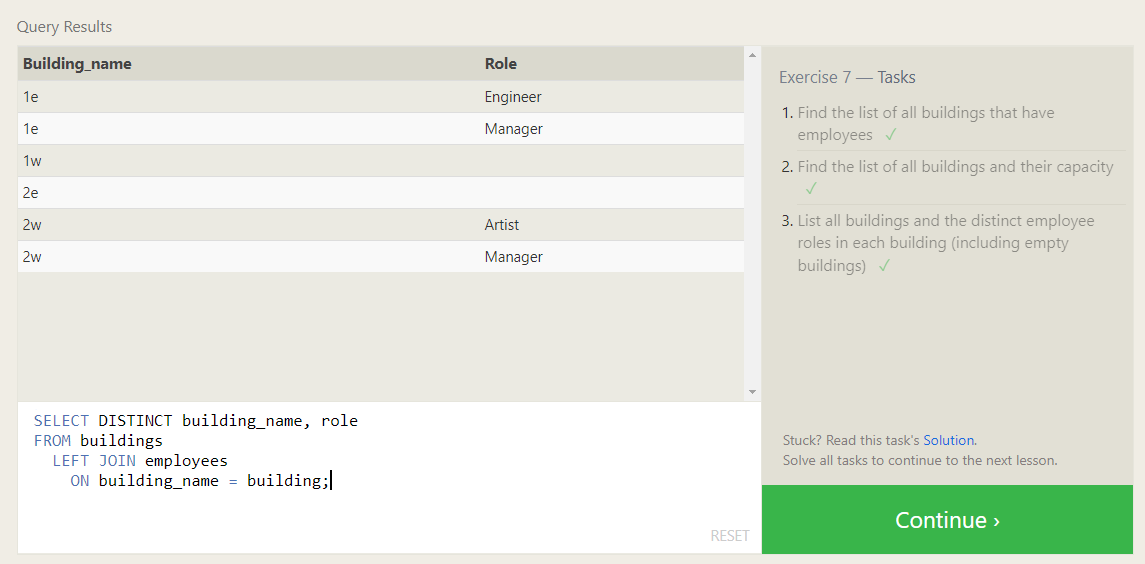 Query Results
Building_name Role
1e Engineer
1e Manager
1w
2e
2w Artist
2w Manager
SELECT DISTINCT building_name, role
FROM buildings
LEFT JOIN employees
ON building_name = building;
RESET
Exercise 7 — Tasks
1. Find the list of all buildings that have
employees ✓
2. Find the list of all buildings and their capacity
✓
3. List all buildings and the distinct employee
roles in each building (including empty
buildings) ✓
Stuck? Read this task's Solution.
Solve all tasks to continue to the next lesson.
Continue ›